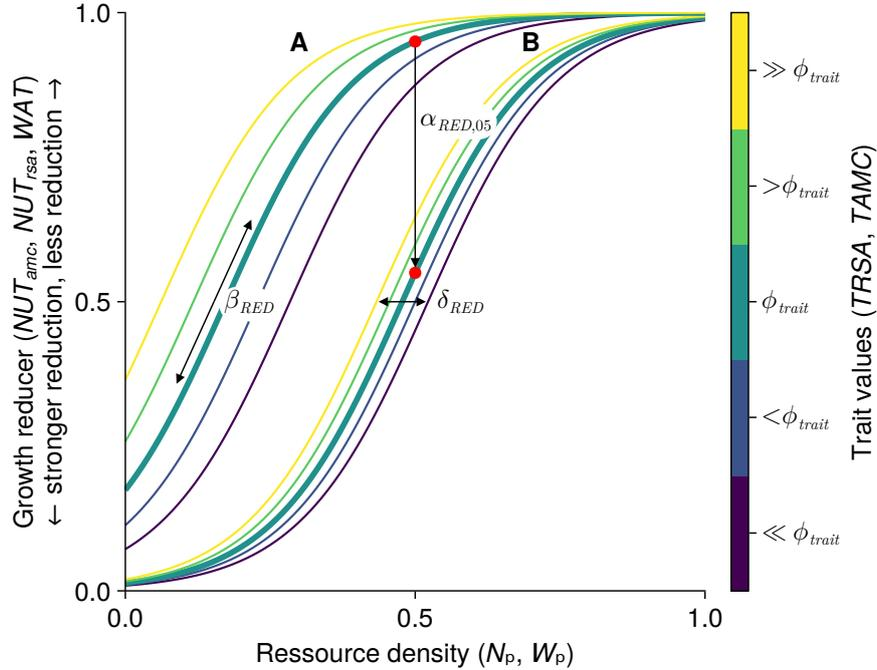 Growth reducer (NUT_amc, NUT_rsa, WAT)
← stronger reduction, less reduction →
1.0
0.5
0.0
A
B
α_RED,05
β_RED
δ_RED
0.0
0.5
1.0
Ressource density (N_p, W_p)
≫ ϕ_trait
>ϕ_trait
ϕ_trait
<ϕ_trait
≪ ϕ_trait
Trait values (TRSA, TAMC)